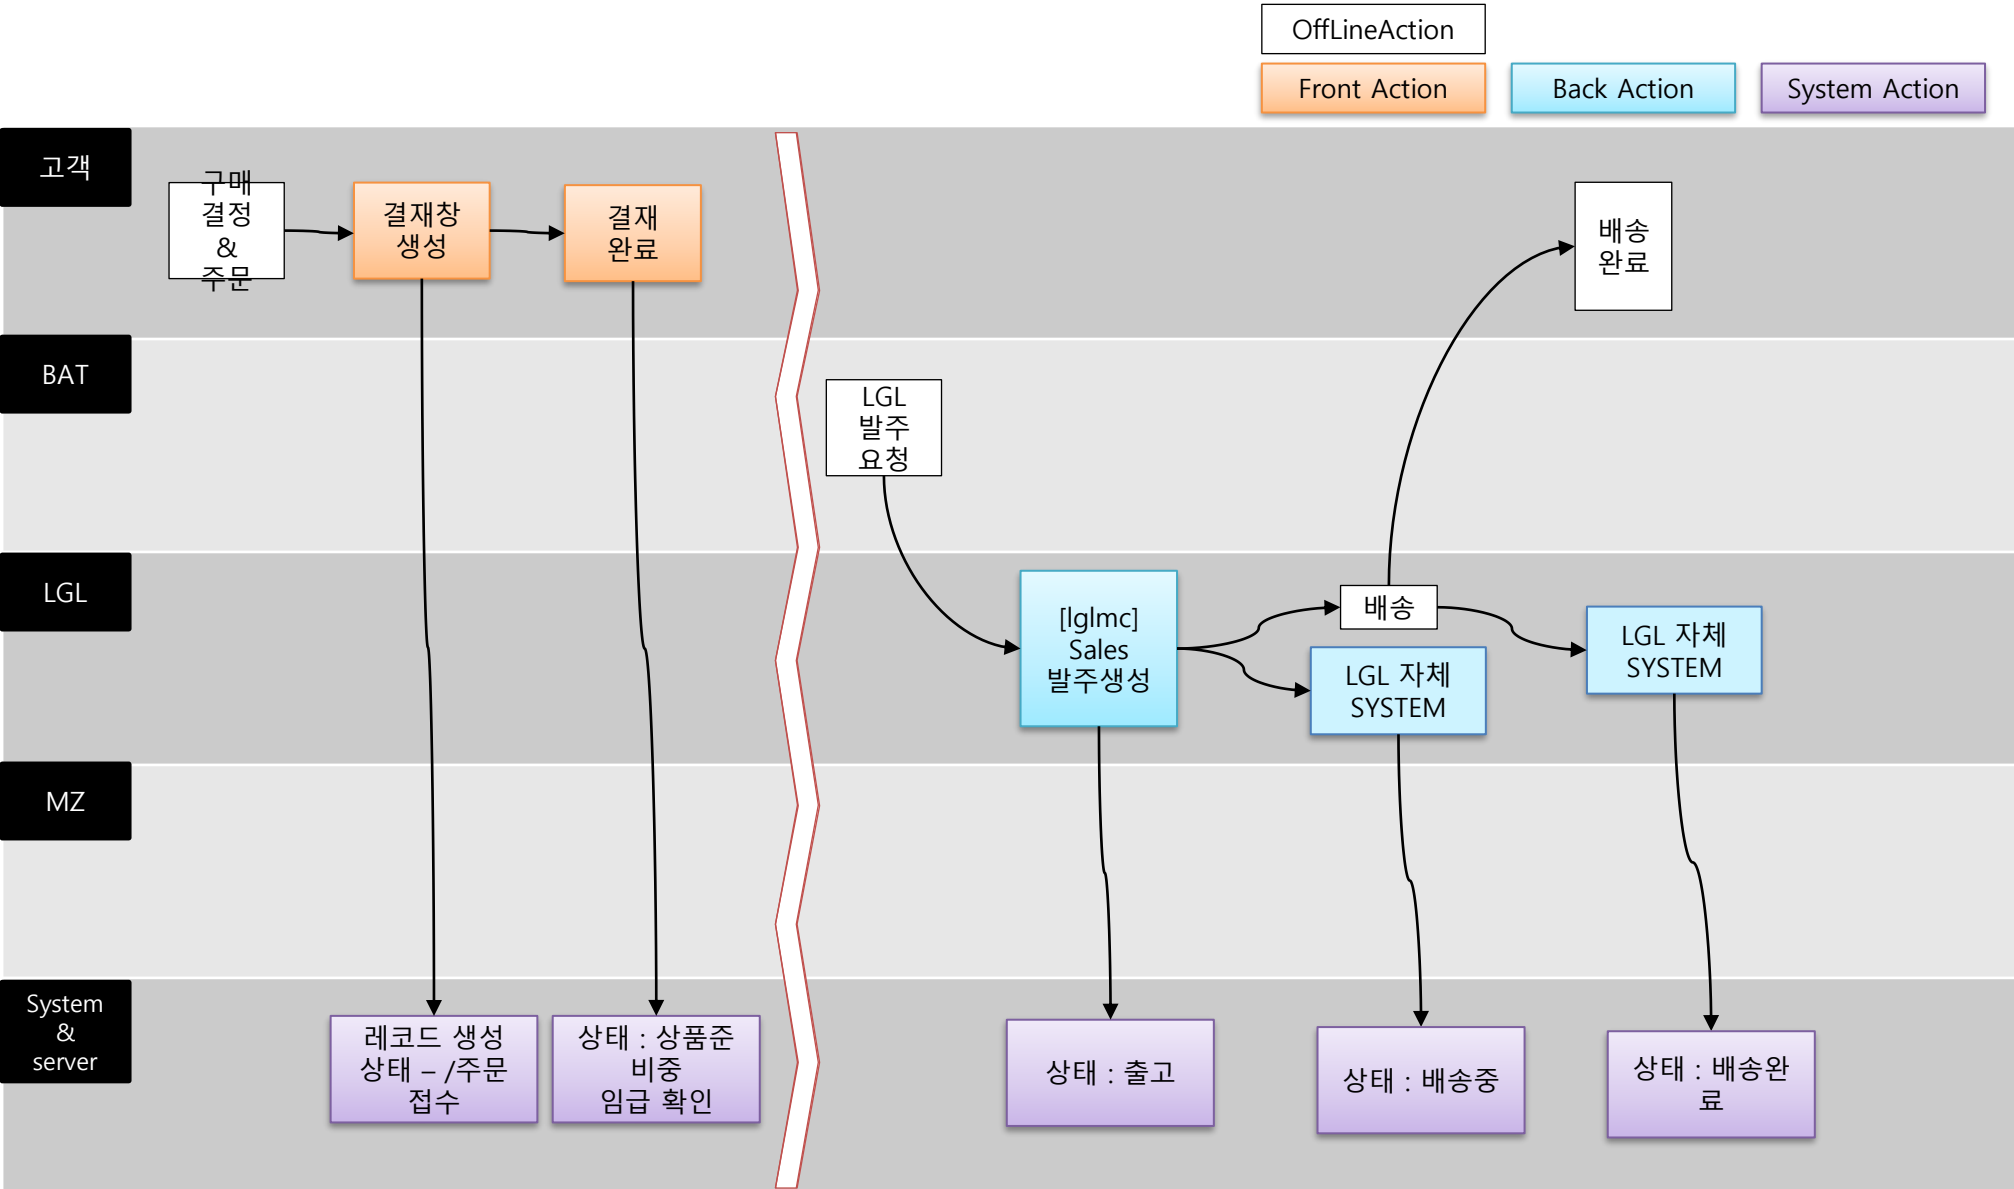 OffLineAction
Front Action
Back Action
System Action
고객
구매
결정
&
주문
결재창
생성
결재
완료
배송
완료
BAT
LGL
발주
요청
LGL
[lglmc]
Sales
발주생성
배송
LGL 자체
SYSTEM
LGL 자체
SYSTEM
MZ
System
&
server
레코드 생성
상태 – /주문
접수
상태 : 상품준
비중
임급 확인
상태 : 출고
상태 : 배송중
상태 : 배송완
료